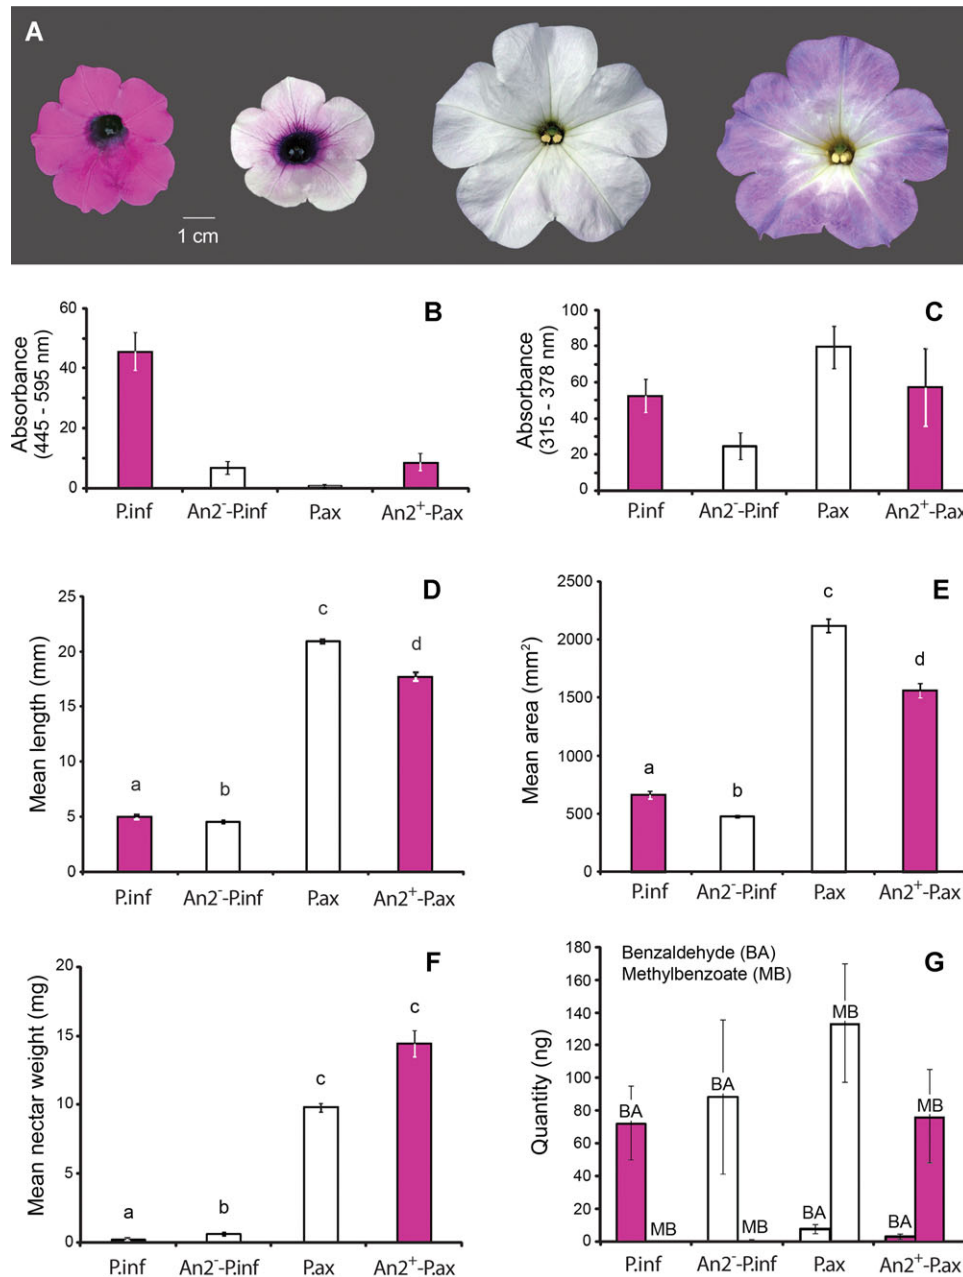 A
1 cm
B
Absorbance
(445 - 595 nm)
60
40
20
0
P.inf
An2⁻-P.inf
P.ax
An2⁺-P.ax
C
Absorbance
(315 - 378 nm)
100
80
60
40
20
0
P.inf
An2⁻-P.inf
P.ax
An2⁺-P.ax
D
Mean length (mm)
25
20
15
10
5
0
a
b
c
d
P.inf
An2⁻-P.inf
P.ax
An2⁺-P.ax
E
Mean area (mm²)
2500
2000
1500
1000
500
0
a
b
c
d
P.inf
An2⁻-P.inf
P.ax
An2⁺-P.ax
F
Mean nectar weight (mg)
20
15
10
5
0
a
b
c
c
P.inf
An2⁻-P.inf
P.ax
An2⁺-P.ax
G
Benzaldehyde (BA)
Methylbenzoate (MB)
Quantity (ng)
180
160
140
120
100
80
60
40
20
0
BA
MB
BA
MB
BA
MB
BA
MB
P.inf
An2⁻-P.inf
P.ax
An2⁺-P.ax